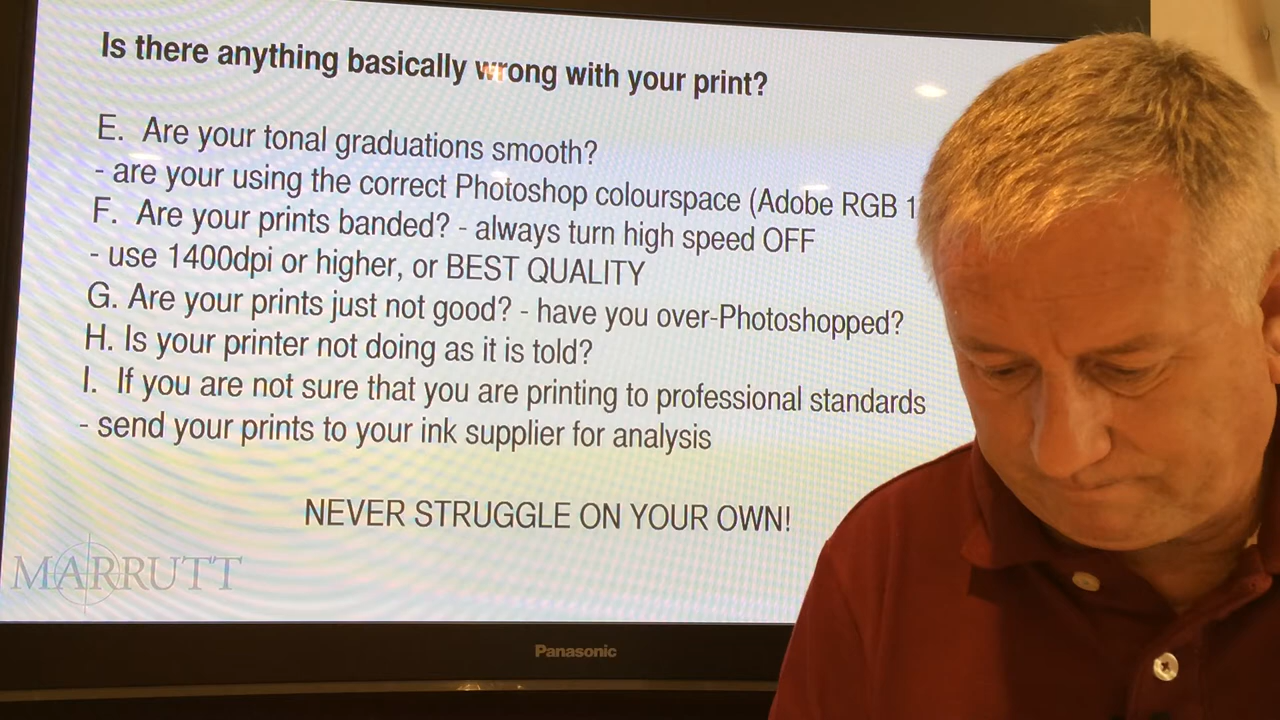 Is there anything basically wrong with your print?
E. Are your tonal graduations smooth?
- are your using the correct Photoshop colourspace (Adobe RGB 1
F. Are your prints banded? - always turn high speed OFF
- use 1400dpi or higher, or BEST QUALITY
G. Are your prints just not good? - have you over-Photoshopped?
H. Is your printer not doing as it is told?
I. If you are not sure that you are printing to professional standards
- send your prints to your ink supplier for analysis
NEVER STRUGGLE ON YOUR OWN!
MARRUTT
Panasonic